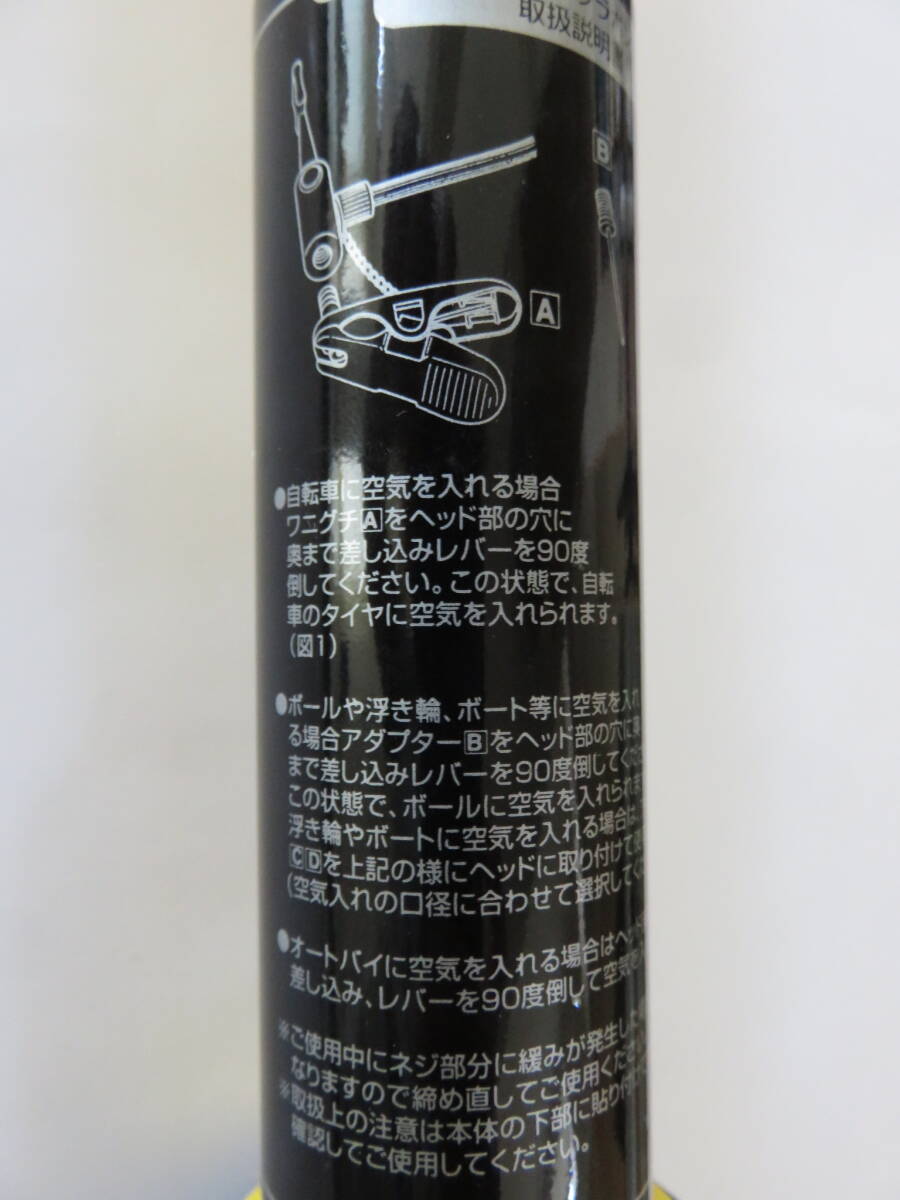 取扱説明
B
A
●自転車に空気を入れる場合
ワニグチAをヘッド部の穴に
奥まで差し込みレバーを90度
倒してください。この状態で、自転
車のタイヤに空気を入れられます。
(図1)
●ボールや浮き輪、ボート等に空気を入れ
る場合アダプターBをヘッド部の穴に
まで差し込みレバーを90度倒してくだ
この状態で、ボールに空気を入れられま
浮き輪やボートに空気を入れる場合は、
CDを上記の様にヘッドに取り付けて
(空気入れの口径に合わせて選択してく
●オートバイに空気を入れる場合はヘッド
差し込み、レバーを90度倒して空気を
※ご使用中にネジ部分に緩みが発生した
なりますので締め直してご使用くださ
※取扱上の注意は本体の下部に貼り付け
確認してご使用してください。